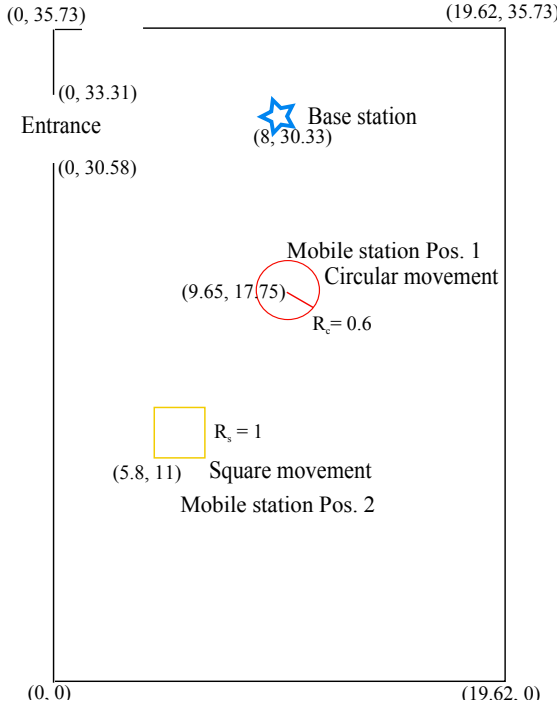 (0, 35.73)
(19.62, 35.73)
(0, 33.31)
Entrance
Base station
(8, 30.33)
(0, 30.58)
Mobile station Pos. 1
Circular movement
(9.65, 17.75)
R_c= 0.6
R_s = 1
(5.8, 11)
Square movement
Mobile station Pos. 2
(0, 0)
(19.62, 0)